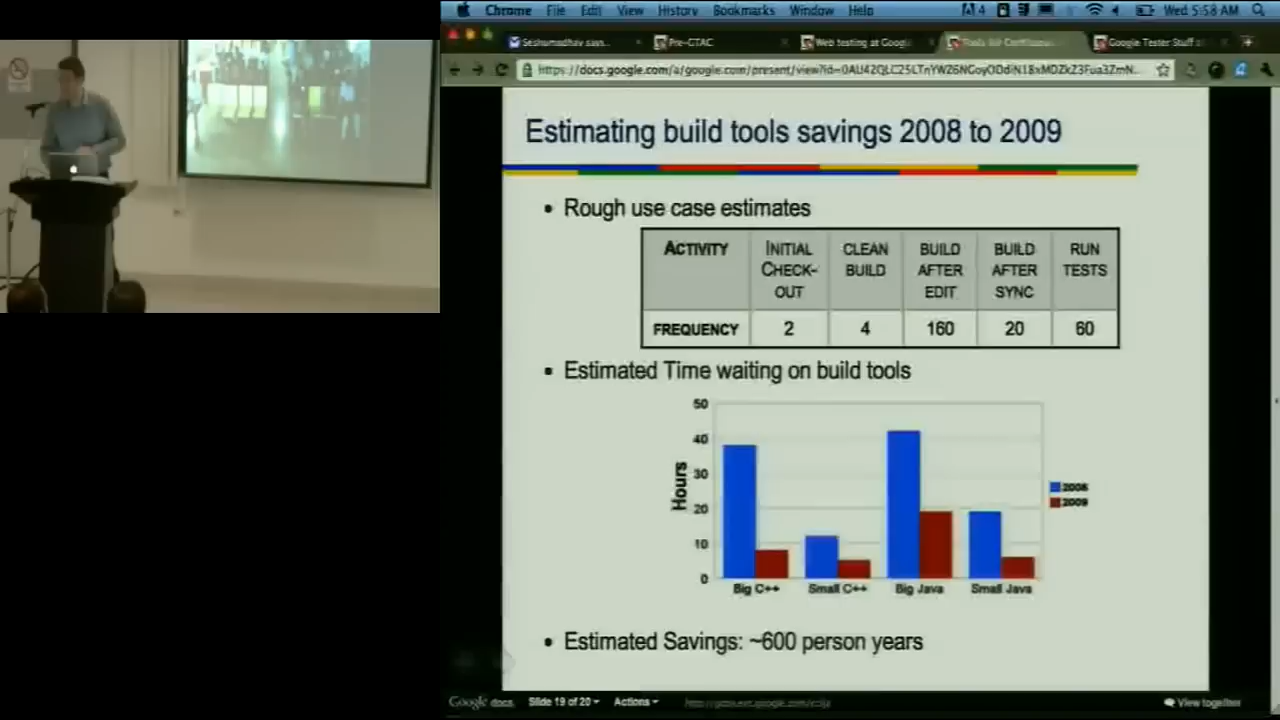 Chrome File Edit View History Bookmarks Window Help 4 Wed 5:58 AM
Pre-GTAC Web testing at Google Google Tester Stuff
Estimating build tools savings 2008 to 2009
• Rough use case estimates
ACTIVITY INITIAL CHECK-OUT CLEAN BUILD BUILD AFTER EDIT BUILD AFTER SYNC RUN TESTS
FREQUENCY 2 4 160 20 60
• Estimated Time waiting on build tools
50
40
30
20
10
0
Hours
Big C++ Small C++ Big Java Small Java
2008
2009
• Estimated Savings: ~600 person years
Google docs Slide 19 of 20 Actions View together